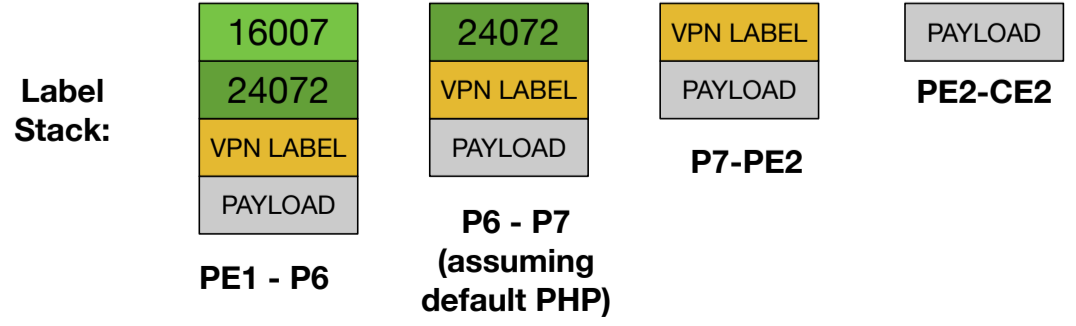 Label
Stack:
16007
24072
VPN LABEL
PAYLOAD
PE1 - P6
24072
VPN LABEL
PAYLOAD
P6 - P7
(assuming
default PHP)
VPN LABEL
PAYLOAD
P7-PE2
PAYLOAD
PE2-CE2